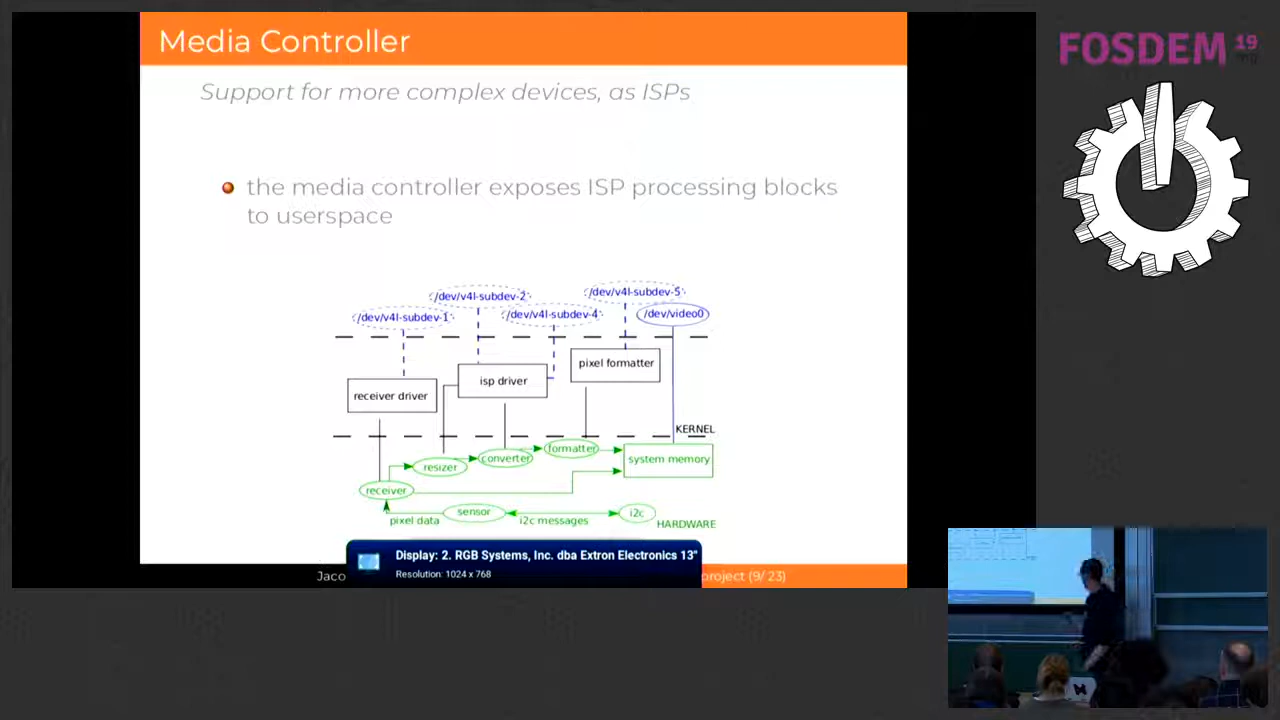 Media Controller
FOSDEM 19
.org
Support for more complex devices, as ISPs
the media controller exposes ISP processing blocks
to userspace
/dev/v4l-subdev-2
/dev/v4l-subdev-5
/dev/v4l-subdev-1
/dev/v4l-subdev-4
/dev/video0
pixel formatter
isp driver
receiver driver
KERNEL
formatter
converter
system memory
resizer
receiver
sensor
i2c
pixel data
i2c messages
HARDWARE
Display: 2. RGB Systems, Inc. dba Extron Electronics 13"
Resolution: 1024 x 768
Jaco
project (9/ 23)